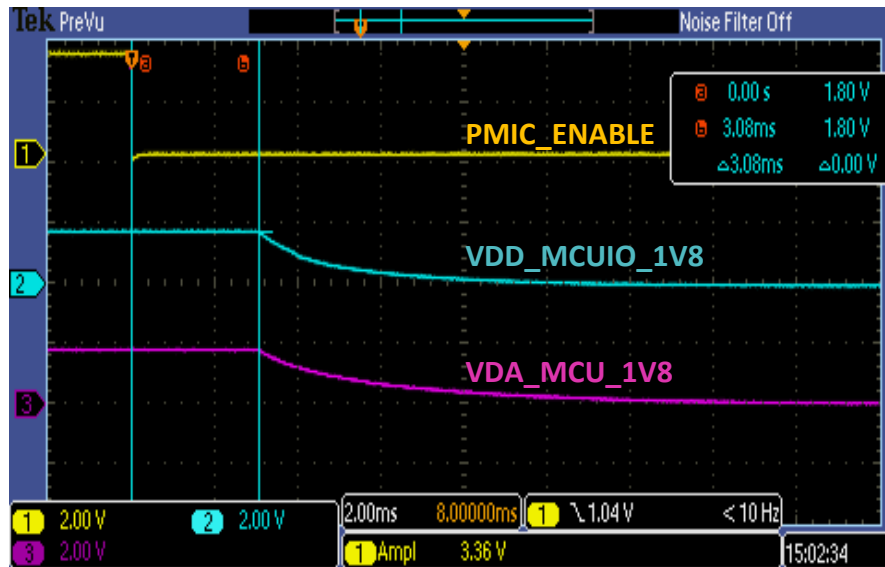 Tek PreVu
Noise Filter Off
a b
a 0.00 s 1.80 V
b 3.08ms 1.80 V
△3.08ms △0.00 V
1
PMIC_ENABLE
2
VDD_MCUIO_1V8
3
VDA_MCU_1V8
1 2.00 V 2 2.00 V 2.00ms 8.00000ms 1 \ 1.04 V < 10 Hz
3 2.00 V 1 Ampl 3.36 V 15:02:34